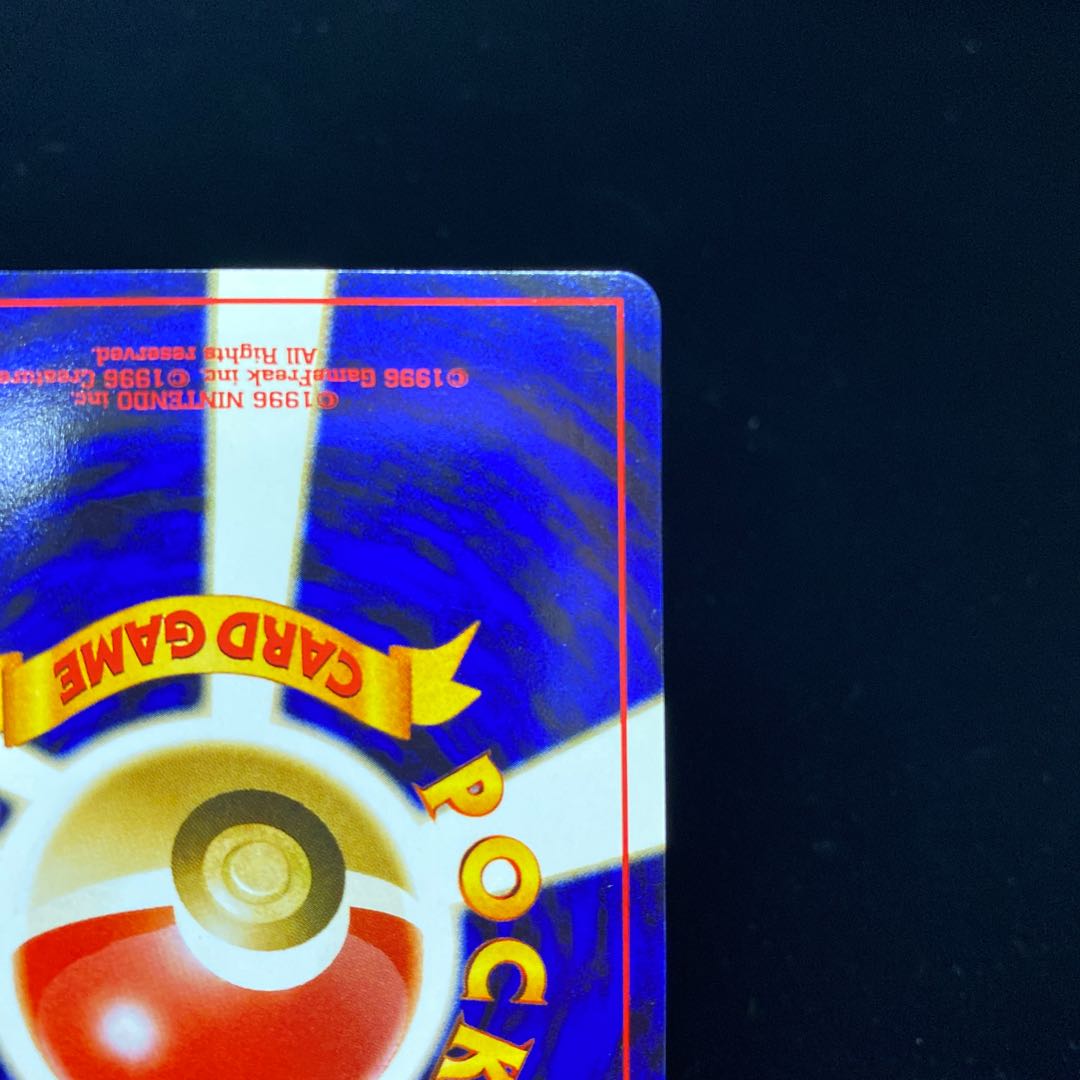 POCK
CARD GAME
©1996 NINTENDO inc.
©1996 GameFreak inc. ©1996 Creature
All Rights reserved.